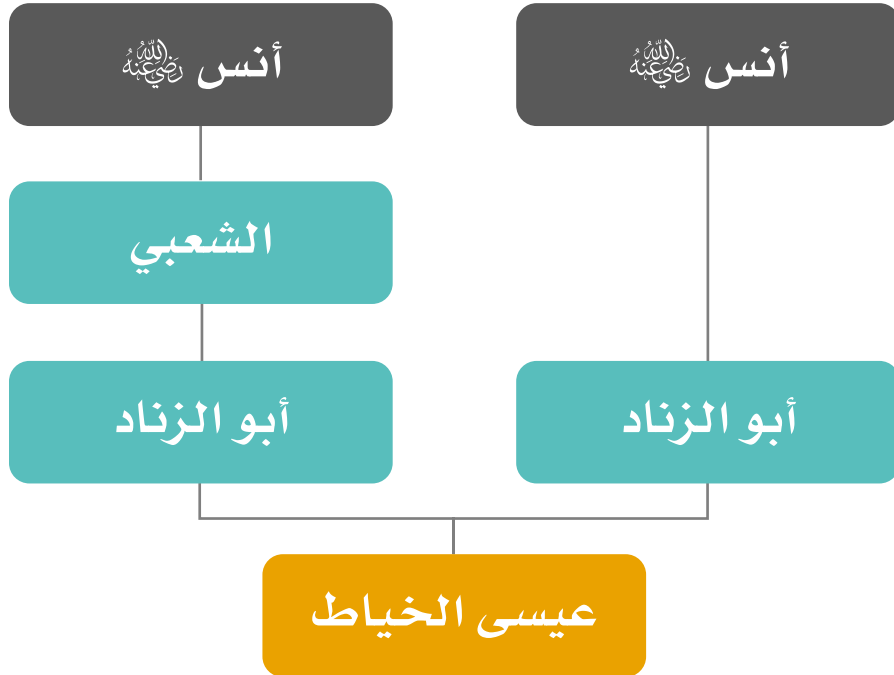 أنس رضي الله عنه
أنس رضي الله عنه
الشعبي
أبو الزناد
أبو الزناد
عيسى الخياط